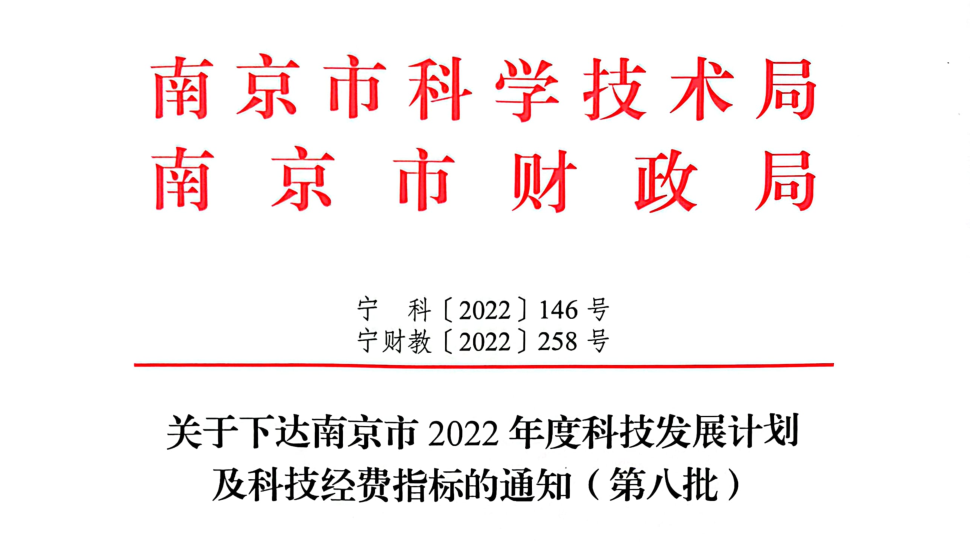 南京市科学技术局
南京市财政局
宁 科〔2022〕146 号
宁财教〔2022〕258 号
关于下达南京市 2022 年度科技发展计划
及科技经费指标的通知（第八批）